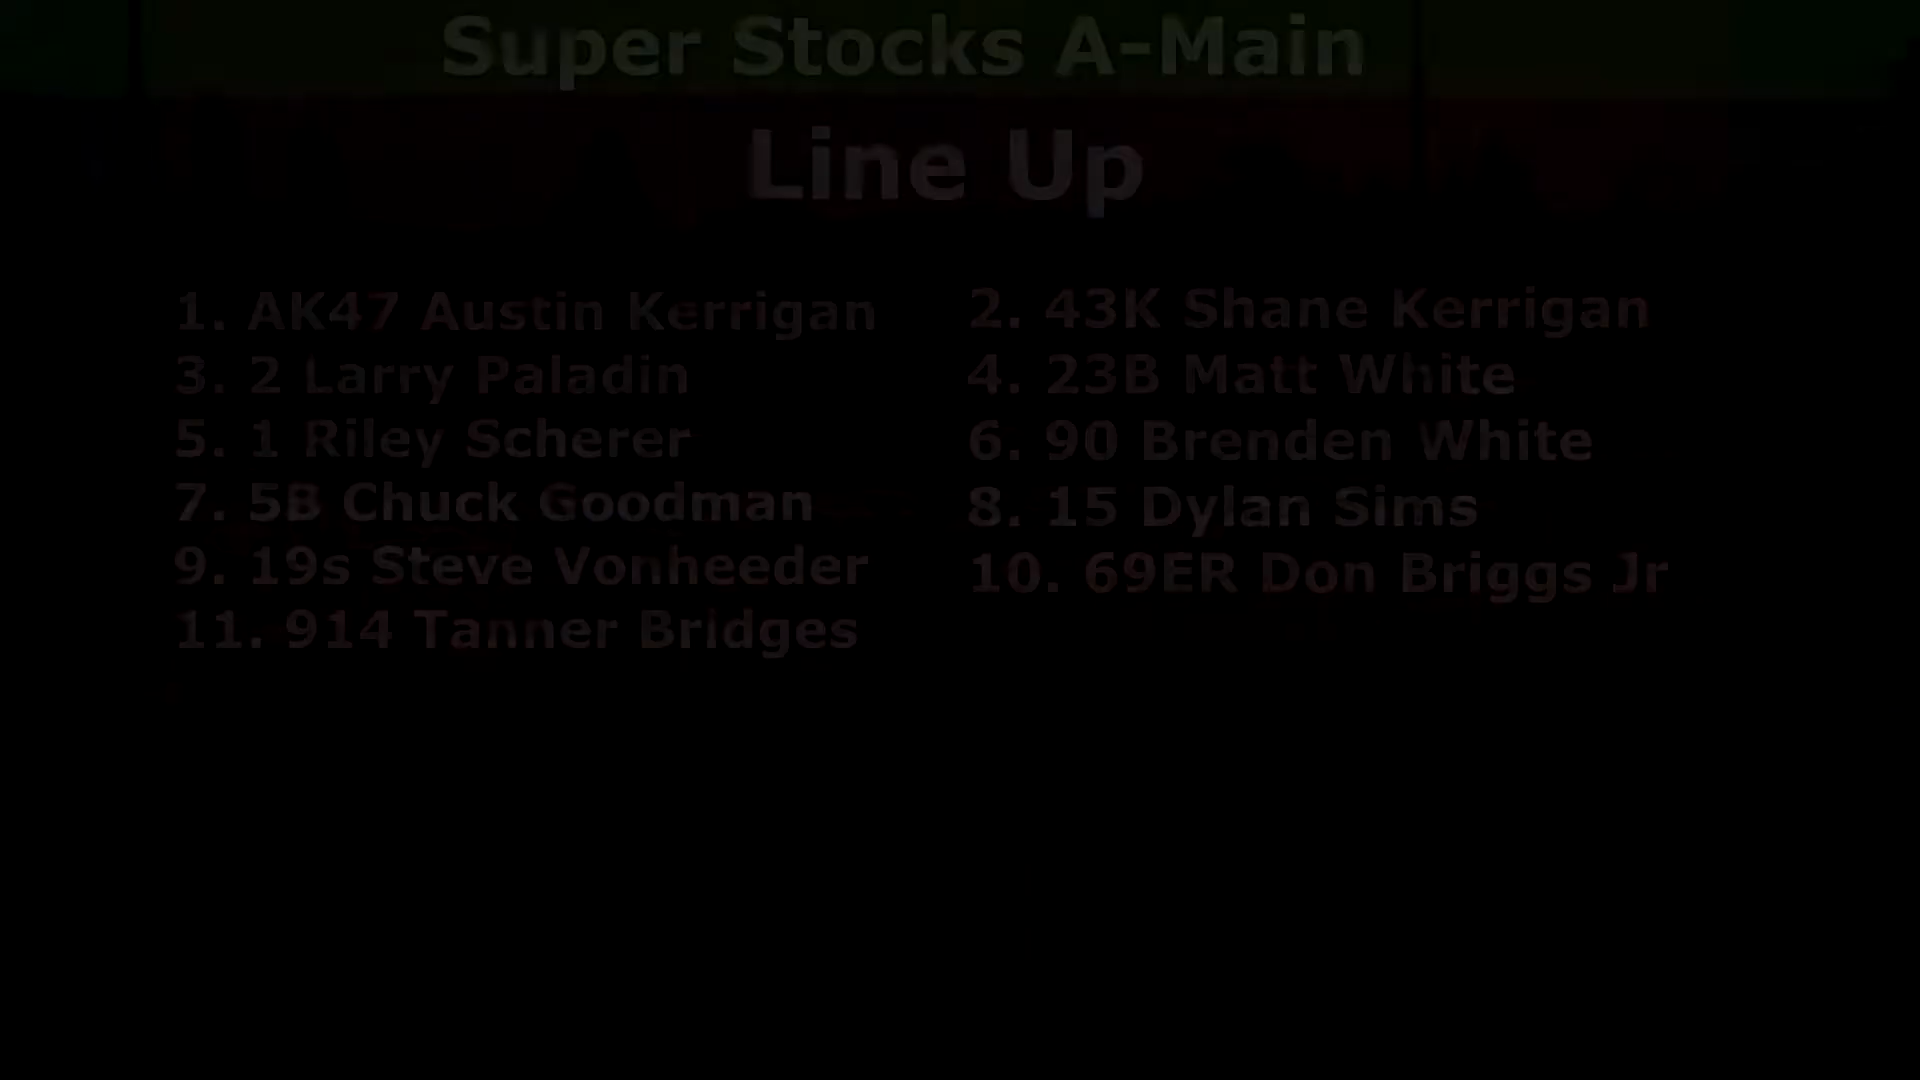 Super Stocks A-Main
Line Up
1. AK47 Austin Kerrigan
2. 43K Shane Kerrigan
3. 2 Larry Paladin
4. 23B Matt White
5. 1 Riley Scherer
6. 90 Brenden White
7. 5B Chuck Goodman
8. 15 Dylan Sims
9. 19s Steve Vonheeder
10. 69ER Don Briggs Jr
11. 914 Tanner Bridges